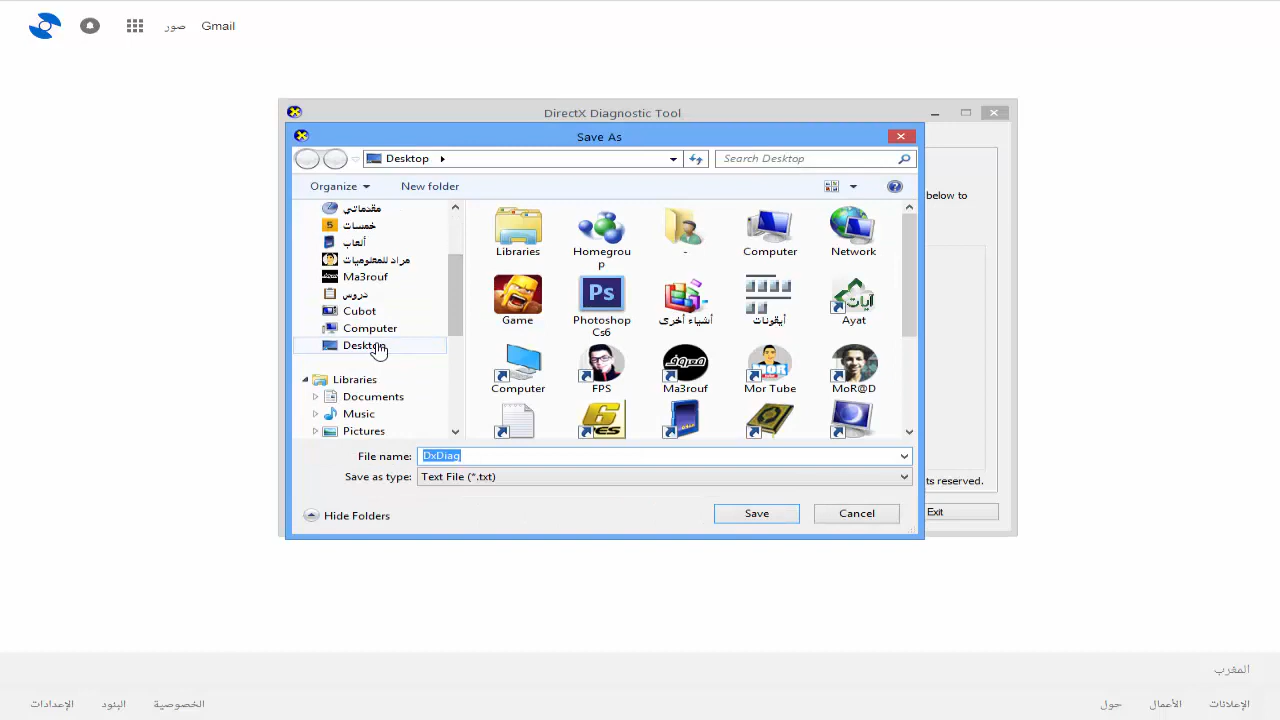 صور
Gmail
DirectX Diagnostic Tool
Save As
Desktop
Search Desktop
Organize
New folder
below to
مقدماتي
خمسات
ألعاب
مراد للمعلوميات
Ma3rouf
دروس
Cubot
Computer
Desktop
Libraries
Documents
Music
Pictures
Libraries
Homegrou
p
-
Computer
Network
Game
Photoshop
Cs6
أشياء أخرى
أيقونات
Ayat
Computer
FPS
Ma3rouf
Mor Tube
MoR@D
File name:
DxDiag
Save as type:
Text File (*.txt)
ts reserved.
Hide Folders
Save
Cancel
Exit
المغرب
الإعلانات
الأعمال
حول
الخصوصية
البنود
الإعدادات